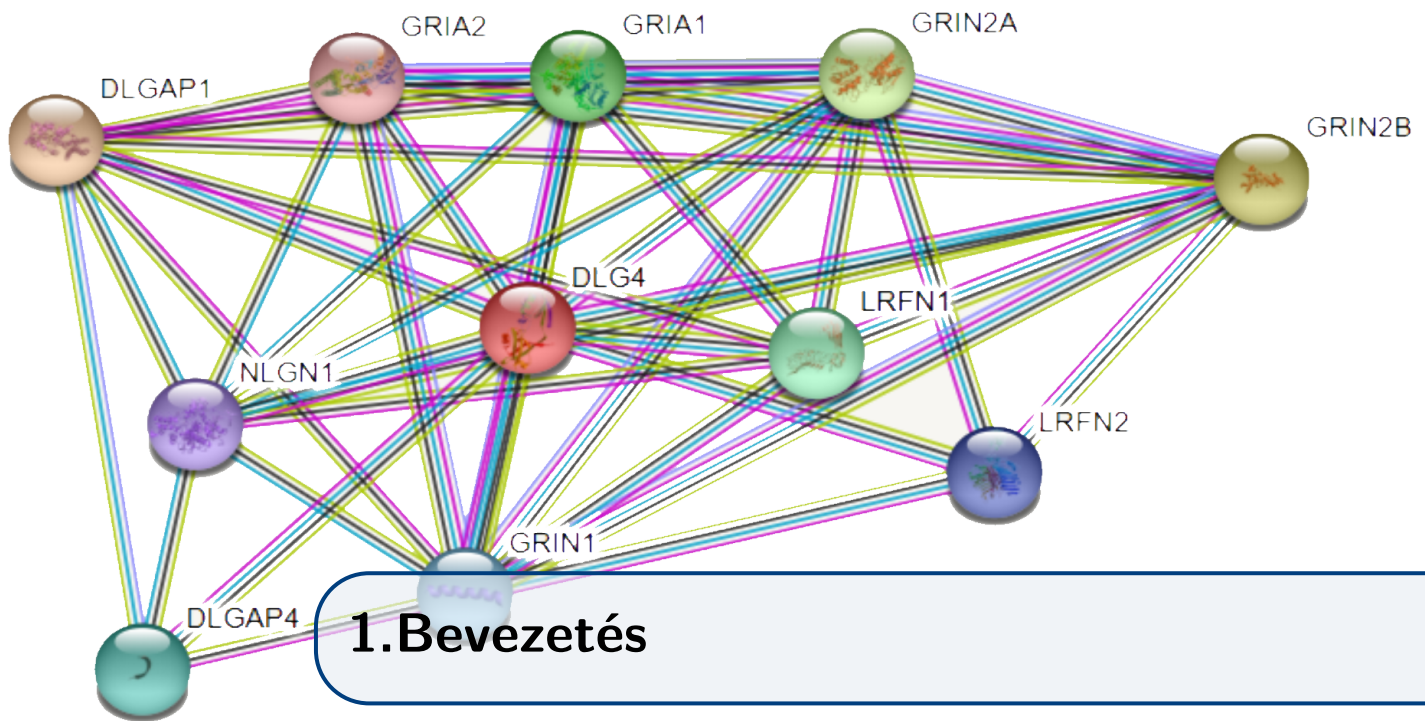 GRIA2
GRIA1
GRIN2A
DLGAP1
GRIN2B
DLG4
LRFN1
NLGN1
LRFN2
GRIN1
DLGAP4
1.Bevezetés